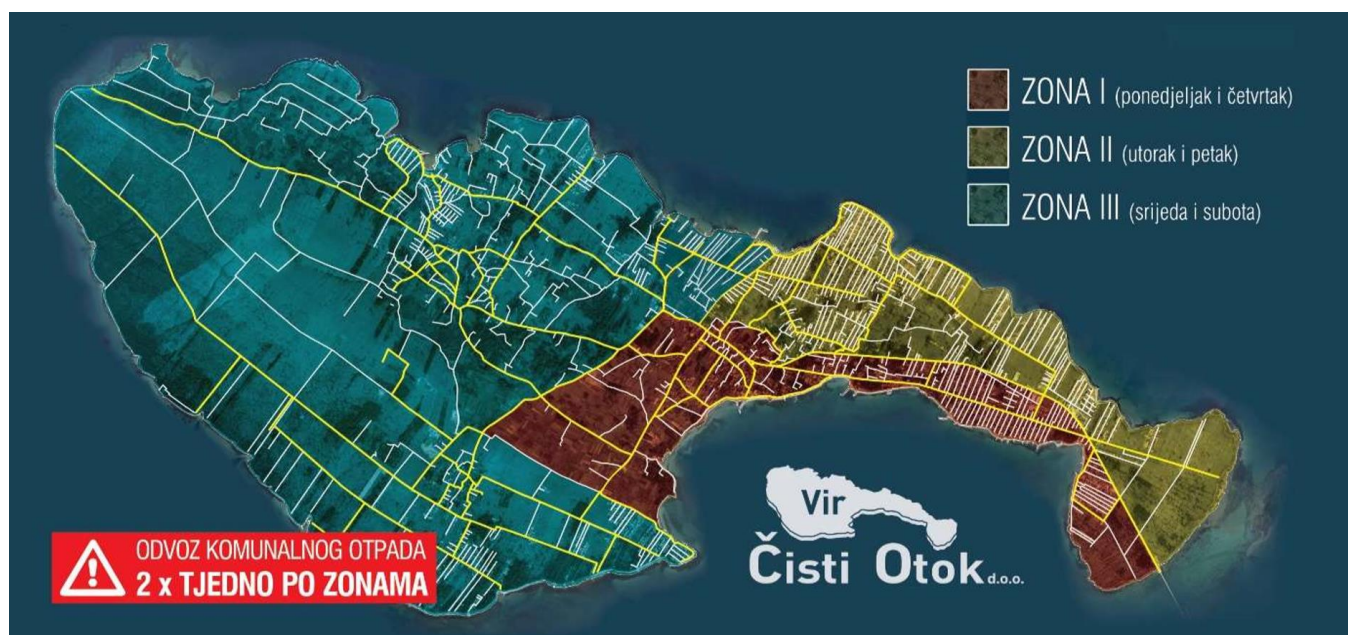 ZONA I (ponedjeljak i četvrtak)
ZONA II (utorak i petak)
ZONA III (srijeda i subota)
Vir
Čisti Otok d.o.o.
ODVOZ KOMUNALNOG OTPADA
2 x TJEDNO PO ZONAMA